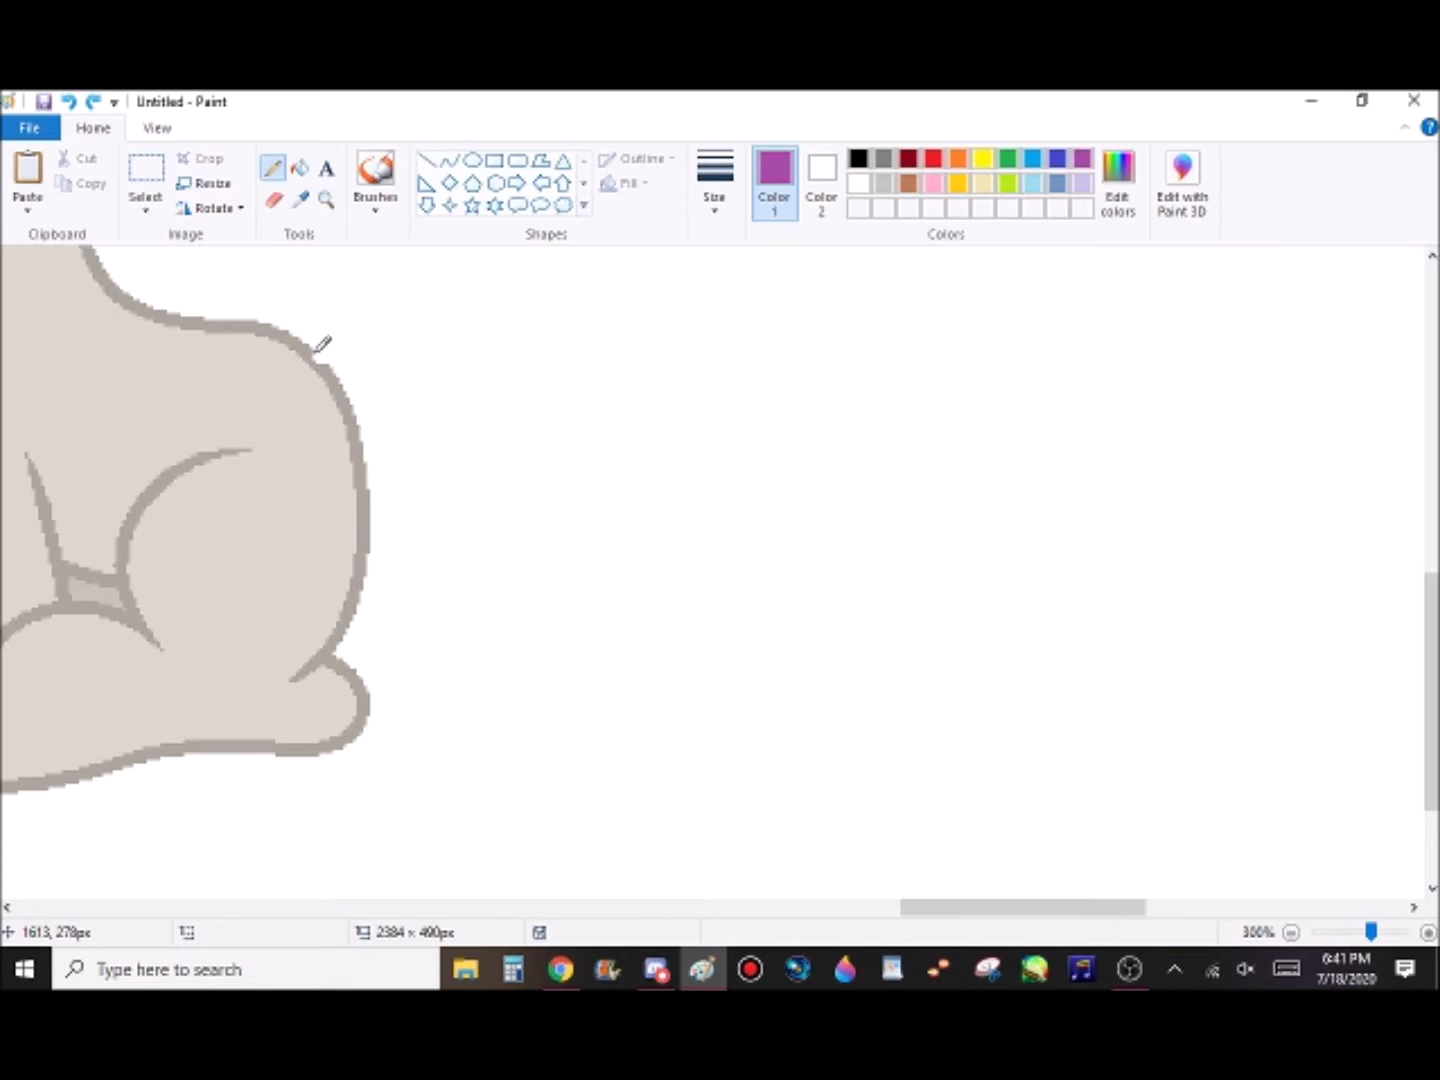 Untitled - Paint
File Home View
Paste Cut Copy Select Crop Resize Rotate A Brushes Outline Fill Size Color 1 Color 2 Edit colors Edit with Paint 3D
Clipboard Image Tools Shapes Colors
1613, 278px 2384 × 490px 300%
Type here to search 6:41 PM
7/18/2020